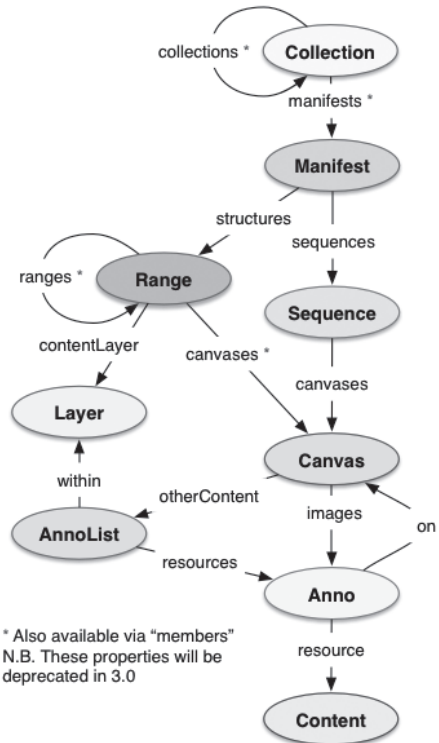 Collection
collections *
manifests *
Manifest
structures
sequences
ranges *
Range
Sequence
contentLayer
canvases *
canvases
Layer
Canvas
within
otherContent
images
on
AnnoList
resources
Anno
* Also available via “members”
N.B. These properties will be
deprecated in 3.0
resource
Content